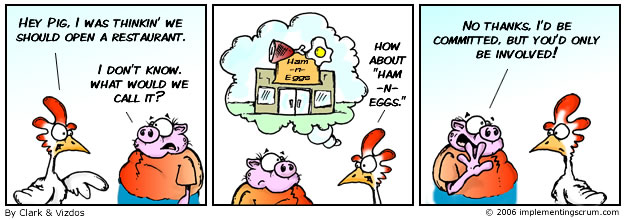 HEY PIG, I WAS THINKIN' WE
SHOULD OPEN A RESTAURANT.
I DON'T KNOW.
WHAT WOULD WE
CALL IT?
Ham
-n-
Eggs
HOW
ABOUT
"HAM
-N-
EGGS."
NO THANKS, I'D BE
COMMITTED, BUT YOU'D ONLY
BE INVOLVED!
By Clark & Vizdos
© 2006 implementingscrum.com